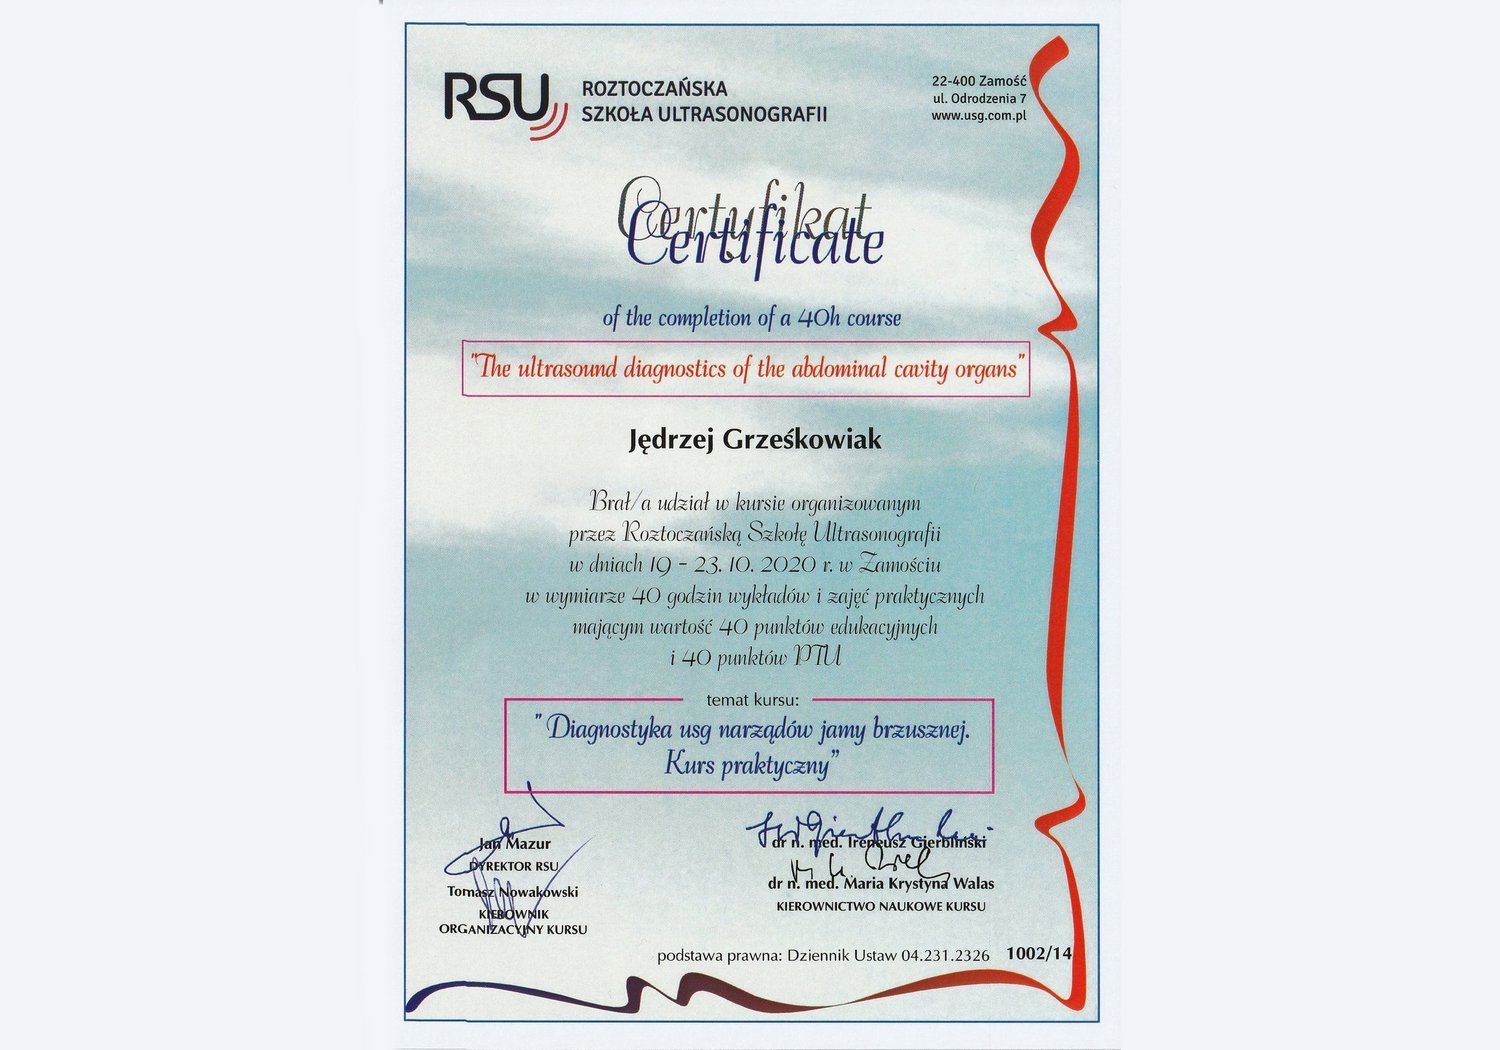 RSU
ROZTOCZAŃSKA
SZKOŁA ULTRASONOGRAFII
22-400 Zamość
ul. Odrodzenia 7
www.usg.com.pl
Certyfikat
Certificate
of the completion of a 40h course
"The ultrasound diagnostics of the abdominal cavity organs"
Jędrzej Grześkowiak
Brał/a udział w kursie organizowanym
przez Roztoczańską Szkołę Ultrasonografii
w dniach 19 - 23. 10. 2020 r. w Zamościu
w wymiarze 40 godzin wykładów i zajęć praktycznych
mającym wartość 40 punktów edukacyjnych
i 40 punktów PTU
temat kursu:
"Diagnostyka usg narządów jamy brzusznej.
Kurs praktyczny"
Jan Mazur
DYREKTOR RSU
Tomasz Nowakowski
KIEROWNIK
ORGANIZACYJNY KURSU
dr n. med. Ireneusz Gierbliński
dr n. med. Maria Krystyna Walas
KIEROWNICTWO NAUKOWE KURSU
podstawa prawna: Dziennik Ustaw 04.231.2326
1002/14